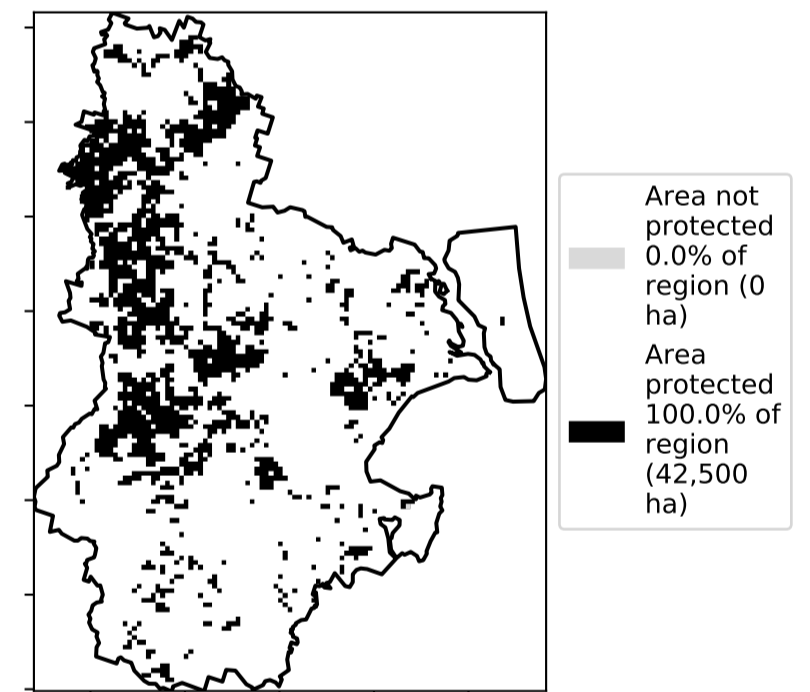 Area not
protected
0.0% of
region (0
ha)
Area
protected
100.0% of
region
(42,500
ha)